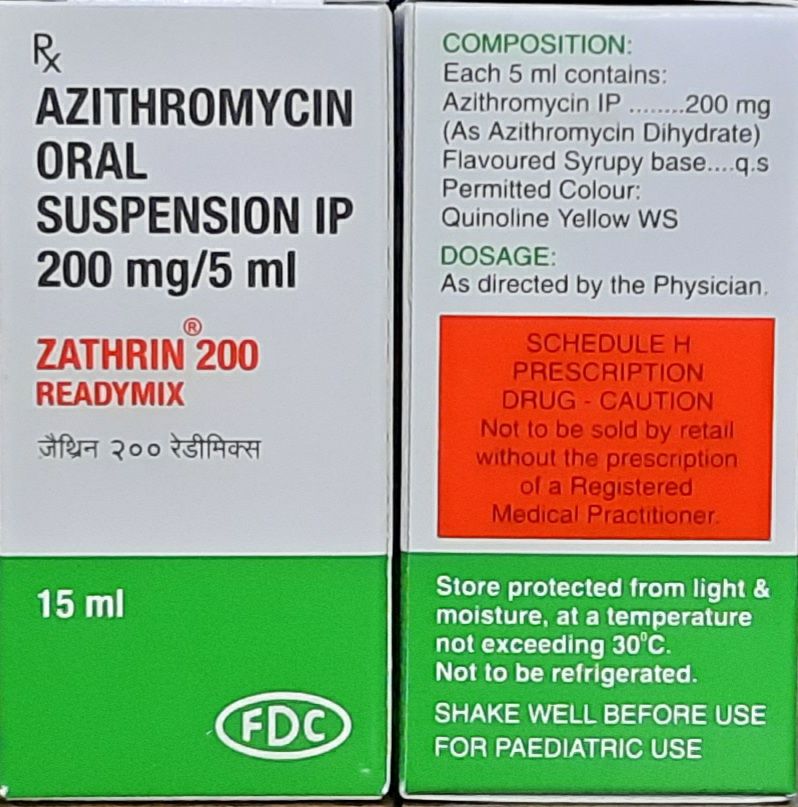 Rx
AZITHROMYCIN
ORAL
SUSPENSION IP
200 mg/5 ml
ZATHRIN® 200
READYMIX
जैथ्रिन २०० रेडीमिक्स
15 ml
FDC
COMPOSITION:
Each 5 ml contains:
Azithromycin IP ........200 mg
(As Azithromycin Dihydrate)
Flavoured Syrupy base....q.s
Permitted Colour:
Quinoline Yellow WS
DOSAGE:
As directed by the Physician.
SCHEDULE H
PRESCRIPTION
DRUG - CAUTION
Not to be sold by retail
without the prescription
of a Registered
Medical Practitioner.
Store protected from light &
moisture, at a temperature
not exceeding 30°C.
Not to be refrigerated.
SHAKE WELL BEFORE USE
FOR PAEDIATRIC USE